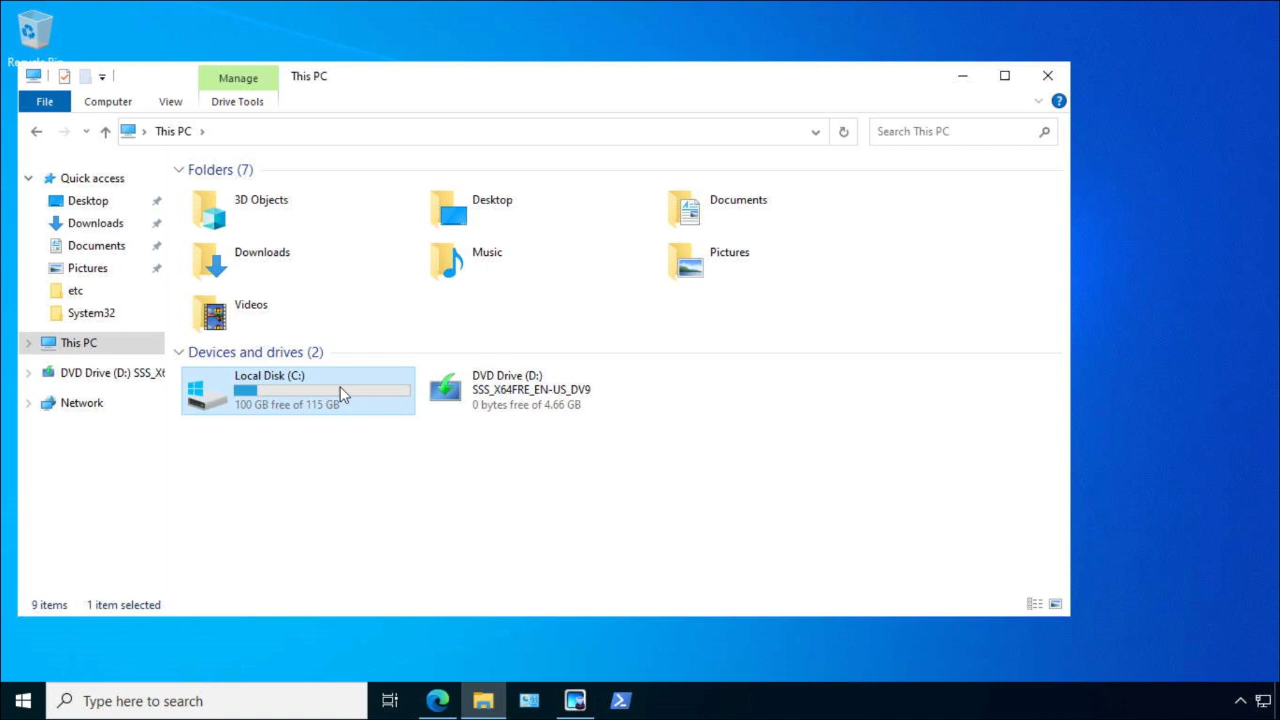 Manage
This PC
File
Computer
View
Drive Tools
This PC
Search This PC
Quick access
Desktop
Downloads
Documents
Pictures
etc
System32
This PC
DVD Drive (D:) SSS_X6
Network
Folders (7)
3D Objects
Desktop
Documents
Downloads
Music
Pictures
Videos
Devices and drives (2)
Local Disk (C:)
100 GB free of 115 GB
DVD Drive (D:)
SSS_X64FRE_EN-US_DV9
0 bytes free of 4.66 GB
9 items
1 item selected
Type here to search